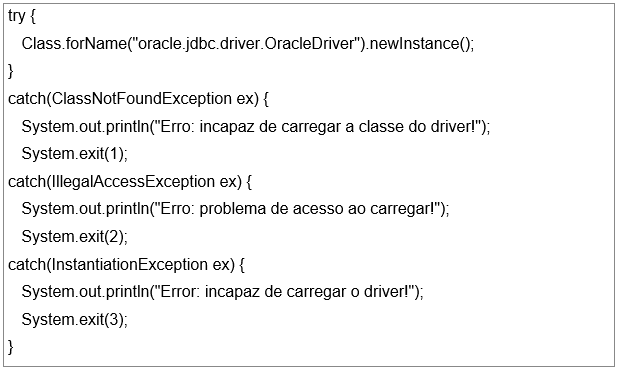 try {
Class.forName("oracle.jdbc.driver.OracleDriver").newInstance();
}
catch(ClassNotFoundException ex) {
System.out.println("Erro: incapaz de carregar a classe do driver!");
System.exit(1);
catch(IllegalAccessException ex) {
System.out.println("Erro: problema de acesso ao carregar!");
System.exit(2);
catch(InstantiationException ex) {
System.out.println("Error: incapaz de carregar o driver!");
System.exit(3);
}